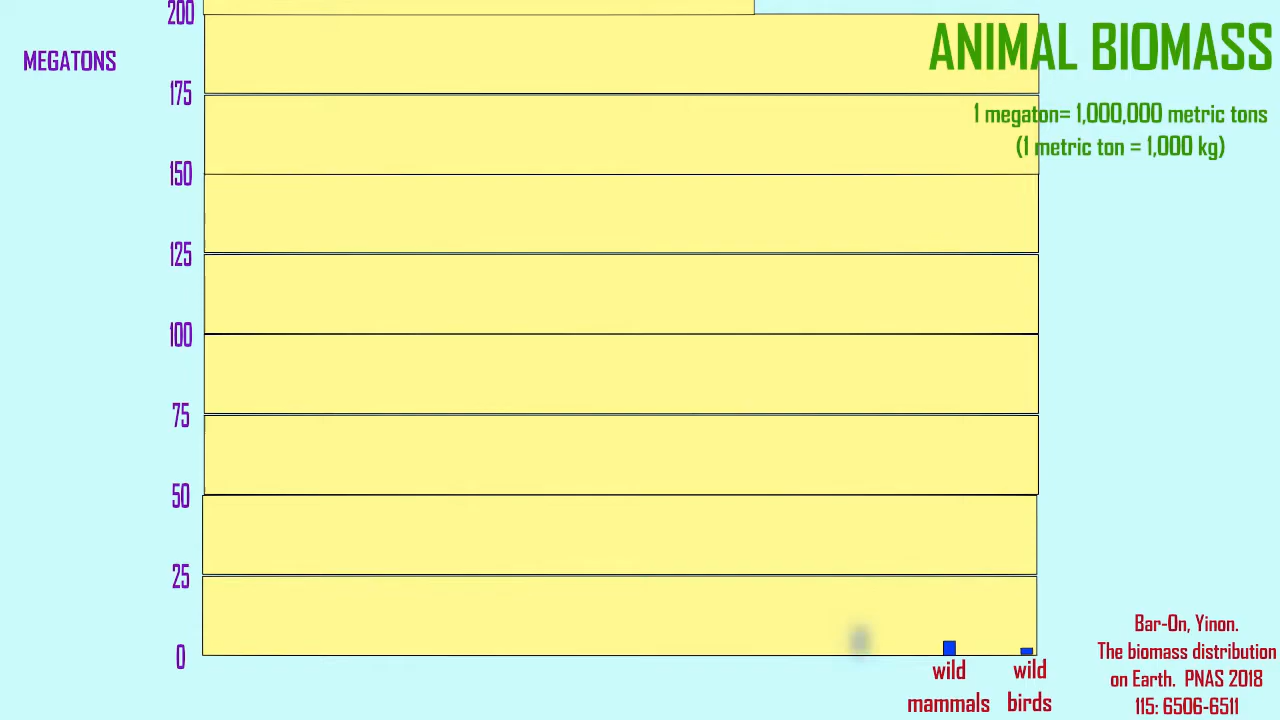 200
MEGATONS
175
150
125
100
75
50
25
0
ANIMAL BIOMASS
1 megaton= 1,000,000 metric tons
(1 metric ton = 1,000 kg)
wild
mammals
wild
birds
Bar-On, Yinon.
The biomass distribution
on Earth. PNAS 2018
115: 6506-6511